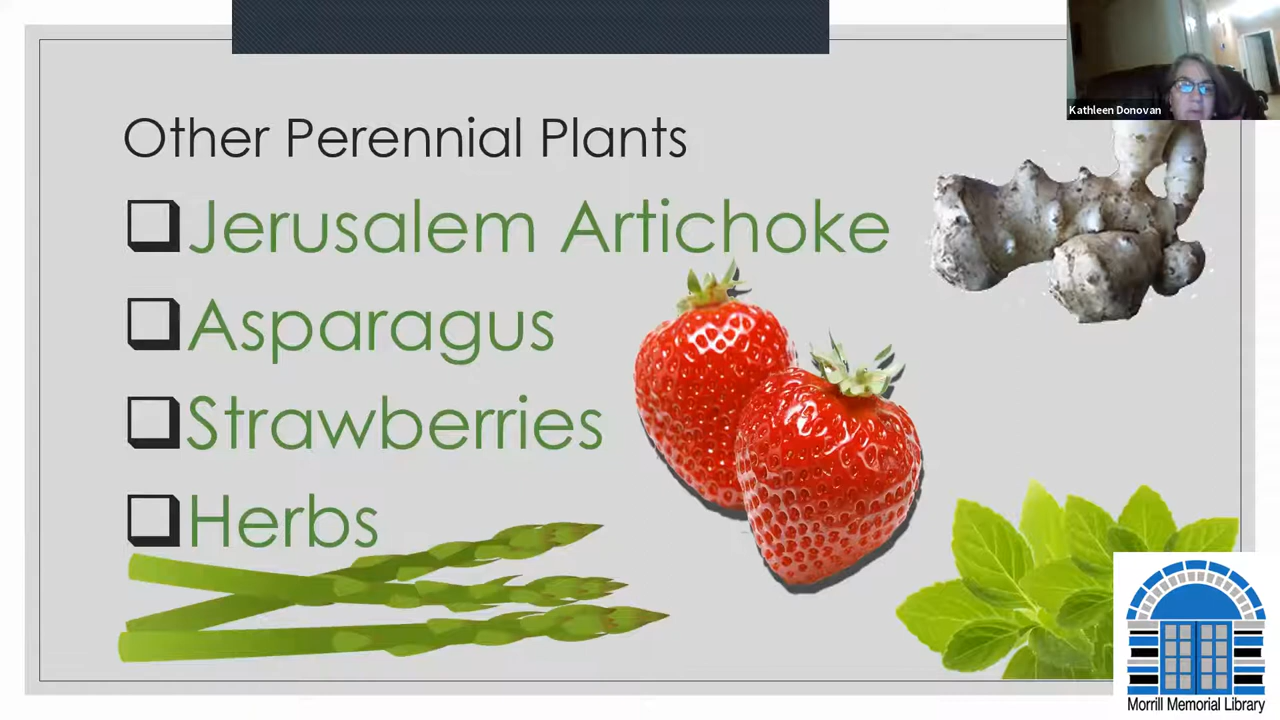 Kathleen Donovan
Other Perennial Plants
Jerusalem Artichoke
Asparagus
Strawberries
Herbs
Morrill Memorial Library